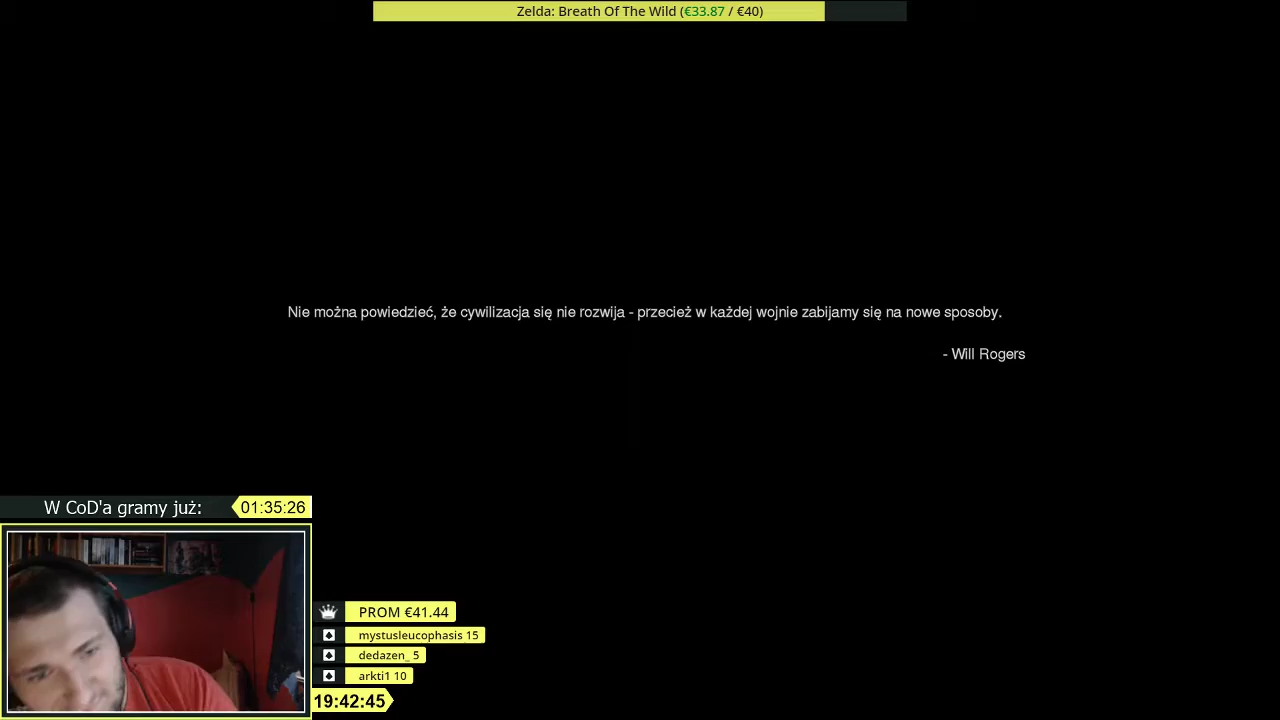 Zelda: Breath Of The Wild (€33.87 / €40)
Nie można powiedzieć, że cywilizacja się nie rozwija - przecież w każdej wojnie zabijamy się na nowe sposoby.
- Will Rogers
W CoD'a gramy już: 01:35:26
PROM €41.44
mystusleucophasis 15
dedazen_ 5
arkti1 10
19:42:45